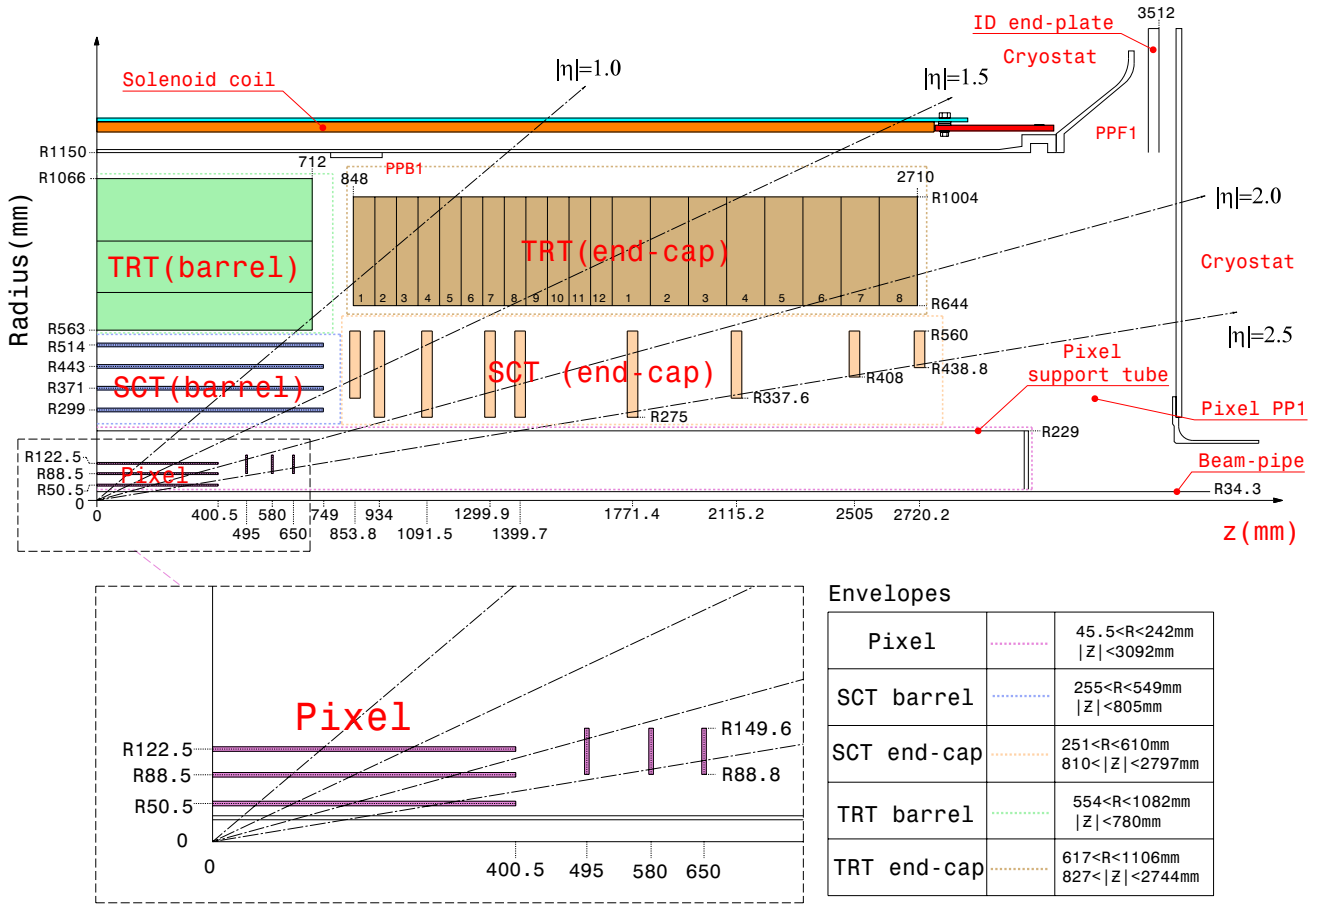 3512
ID end-plate
Cryostat
|η|=1.0
|η|=1.5
Solenoid coil
PPF1
R1150
712
PPB1
R1066
848
2710
R1004
|η|=2.0
Radius(mm)
TRT(barrel)
TRT(end-cap)
Cryostat
1 2 3 4 5 6 7 8 9 10 11 12 1 2 3 4 5 6 7 8
R644
R563
R514
R560
|η|=2.5
R443
SCT(barrel)
SCT (end-cap)
R438.8
R408
Pixel
support tube
R371
R337.6
R299
R275
Pixel PP1
R229
R122.5
R88.5
Pixel
R50.5
Beam-pipe
R34.3
0
0 400.5 580 749 934 1299.9 1771.4 2115.2 2505 2720.2
495 650 853.8 1091.5 1399.7
z(mm)
Pixel
R149.6
R122.5
R88.5
R88.8
R50.5
0
0
400.5 495 580 650
Envelopes
Pixel
45.5<R<242mm
|Z|<3092mm
SCT barrel
255<R<549mm
|Z|<805mm
SCT end-cap
251<R<610mm
810<|Z|<2797mm
TRT barrel
554<R<1082mm
|Z|<780mm
TRT end-cap
617<R<1106mm
827<|Z|<2744mm